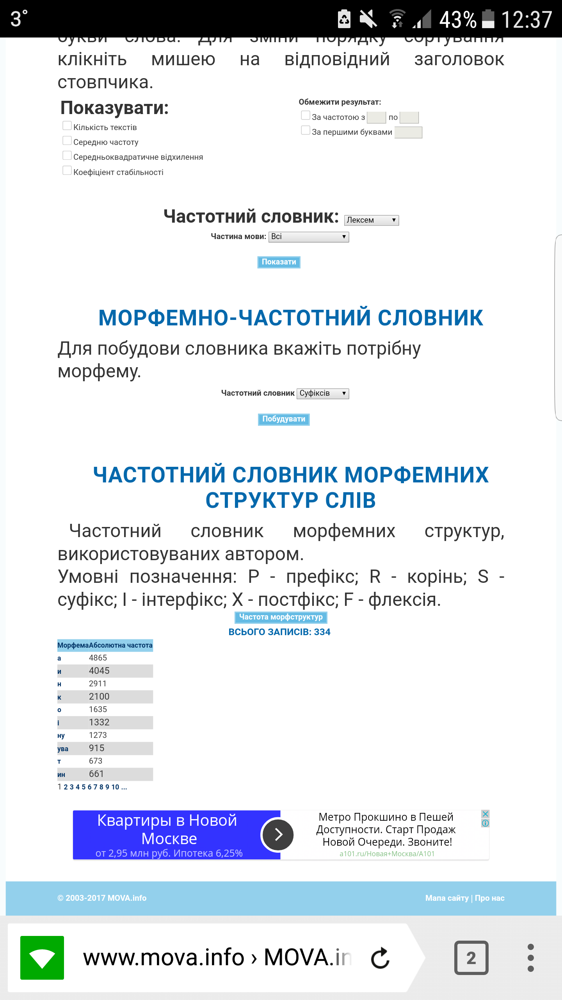 3°
43%
12:37
букви слова. Для зміни порядку сортування
клікніть мишею на відповідний заголовок
стовпчика.
Показувати:
Кількість текстів
Середню частоту
Середньоквадратичне відхилення
Коефіціент стабільності
Обмежити результат:
За частотою з по
За першими буквами
Частотний словник: Лексем
Частина мови: Всі
Показати
МОРФЕМНО-ЧАСТОТНИЙ СЛОВНИК
Для побудови словника вкажіть потрібну
морфему.
Частотний словник Суфіксів
Побудувати
ЧАСТОТНИЙ СЛОВНИК МОРФЕМНИХ
СТРУКТУР СЛІВ
Частотний словник морфемних структур,
використовуваних автором.
Умовні позначення: P - префікс; R - корінь; S -
суфікс; I - інтерфікс; X - постфікс; F - флексія.
Частота морфструктур
ВСЬОГО ЗАПИСІВ: 334
Морфема Абсолютна частота
а 4865
и 4045
н 2911
к 2100
о 1635
і 1332
ну 1273
ува 915
т 673
ин 661
1 2 3 4 5 6 7 8 9 10 ...
Квартиры в Новой
Москве
от 2,95 млн руб. Ипотека 6,25%
Метро Прокшино в Пешей
Доступности. Старт Продаж
Новой Очереди. Звоните!
a101.ru/Новая+Москва/А101
© 2003-2017 MOVA.info
Мапа сайту | Про нас
www.mova.info › MOVA.in
2